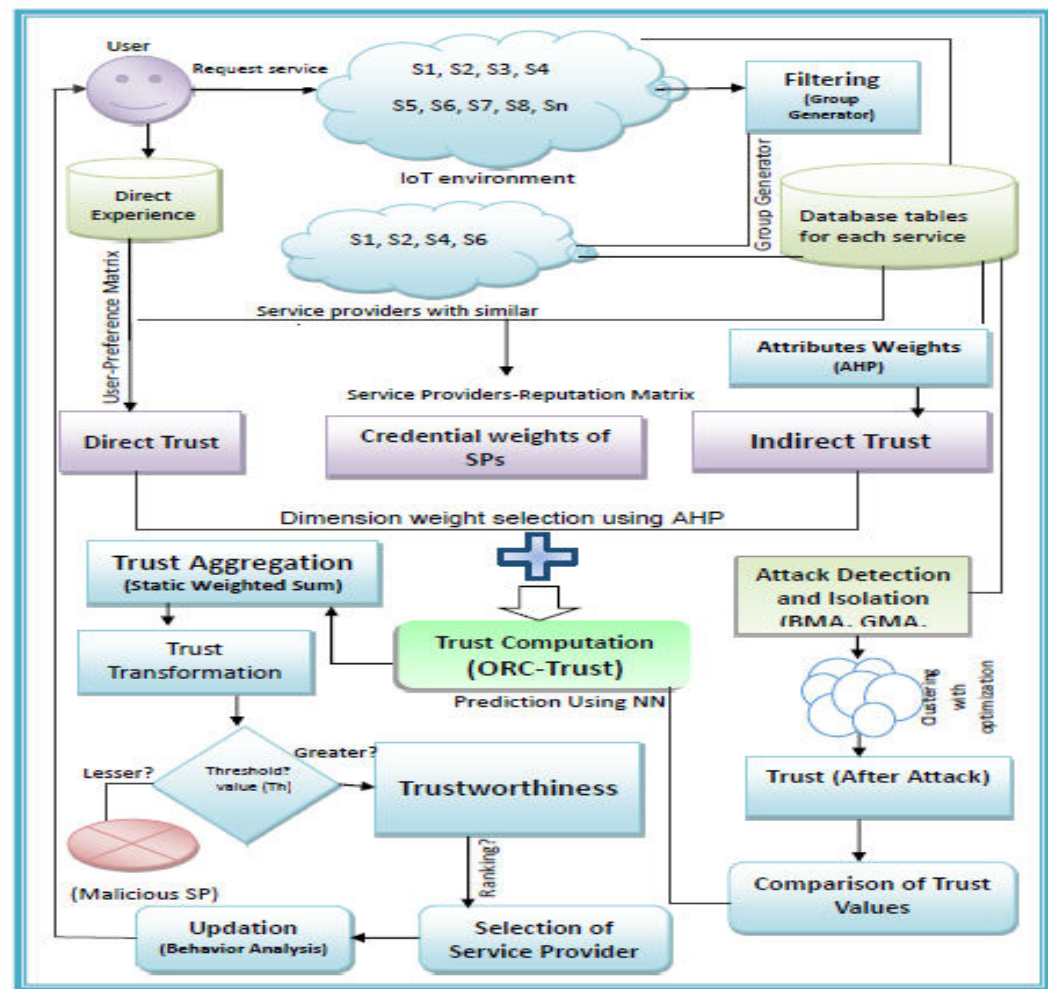 User
Request service
S1, S2, S3, S4
S5, S6, S7, S8, Sn
IoT environment
Filtering
(Group
Generator)
Group Generator
Direct
Experience
S1, S2, S4, S6
Database tables
for each service
User-Preference Matrix
Service providers with similar
Attributes Weights
(AHP)
Service Providers-Reputation Matrix
Direct Trust
Credential weights of
SPs
Indirect Trust
Dimension weight selection using AHP
Trust Aggregation
(Static Weighted Sum)
Attack Detection
and Isolation
(BMA, GMA,
Trust Computation
(ORC-Trust)
Trust
Transformation
Prediction Using NN
Clustering
with
optimization
Greater?
Lesser?
Threshold?
value (Th)
Trustworthiness
Trust (After Attack)
Ranking?
(Malicious SP)
Comparison of Trust
Values
Updation
(Behavior Analysis)
Selection of
Service Provider